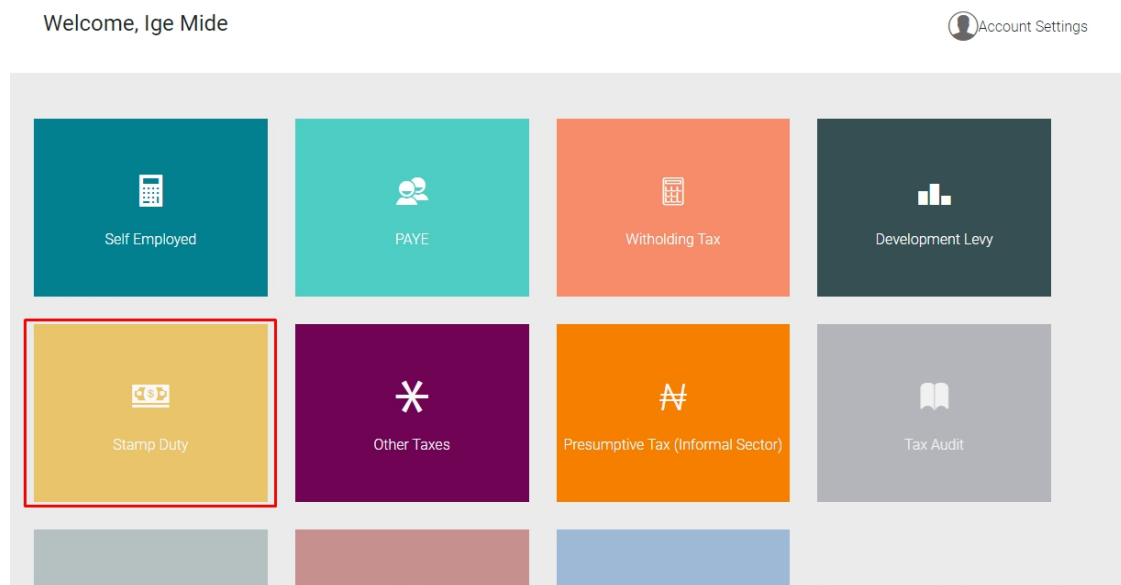 Welcome, Ige Mide
Account Settings
Self Employed
PAYE
Witholding Tax
Development Levy
Stamp Duty
Other Taxes
Presumptive Tax (Informal Sector)
Tax Audit